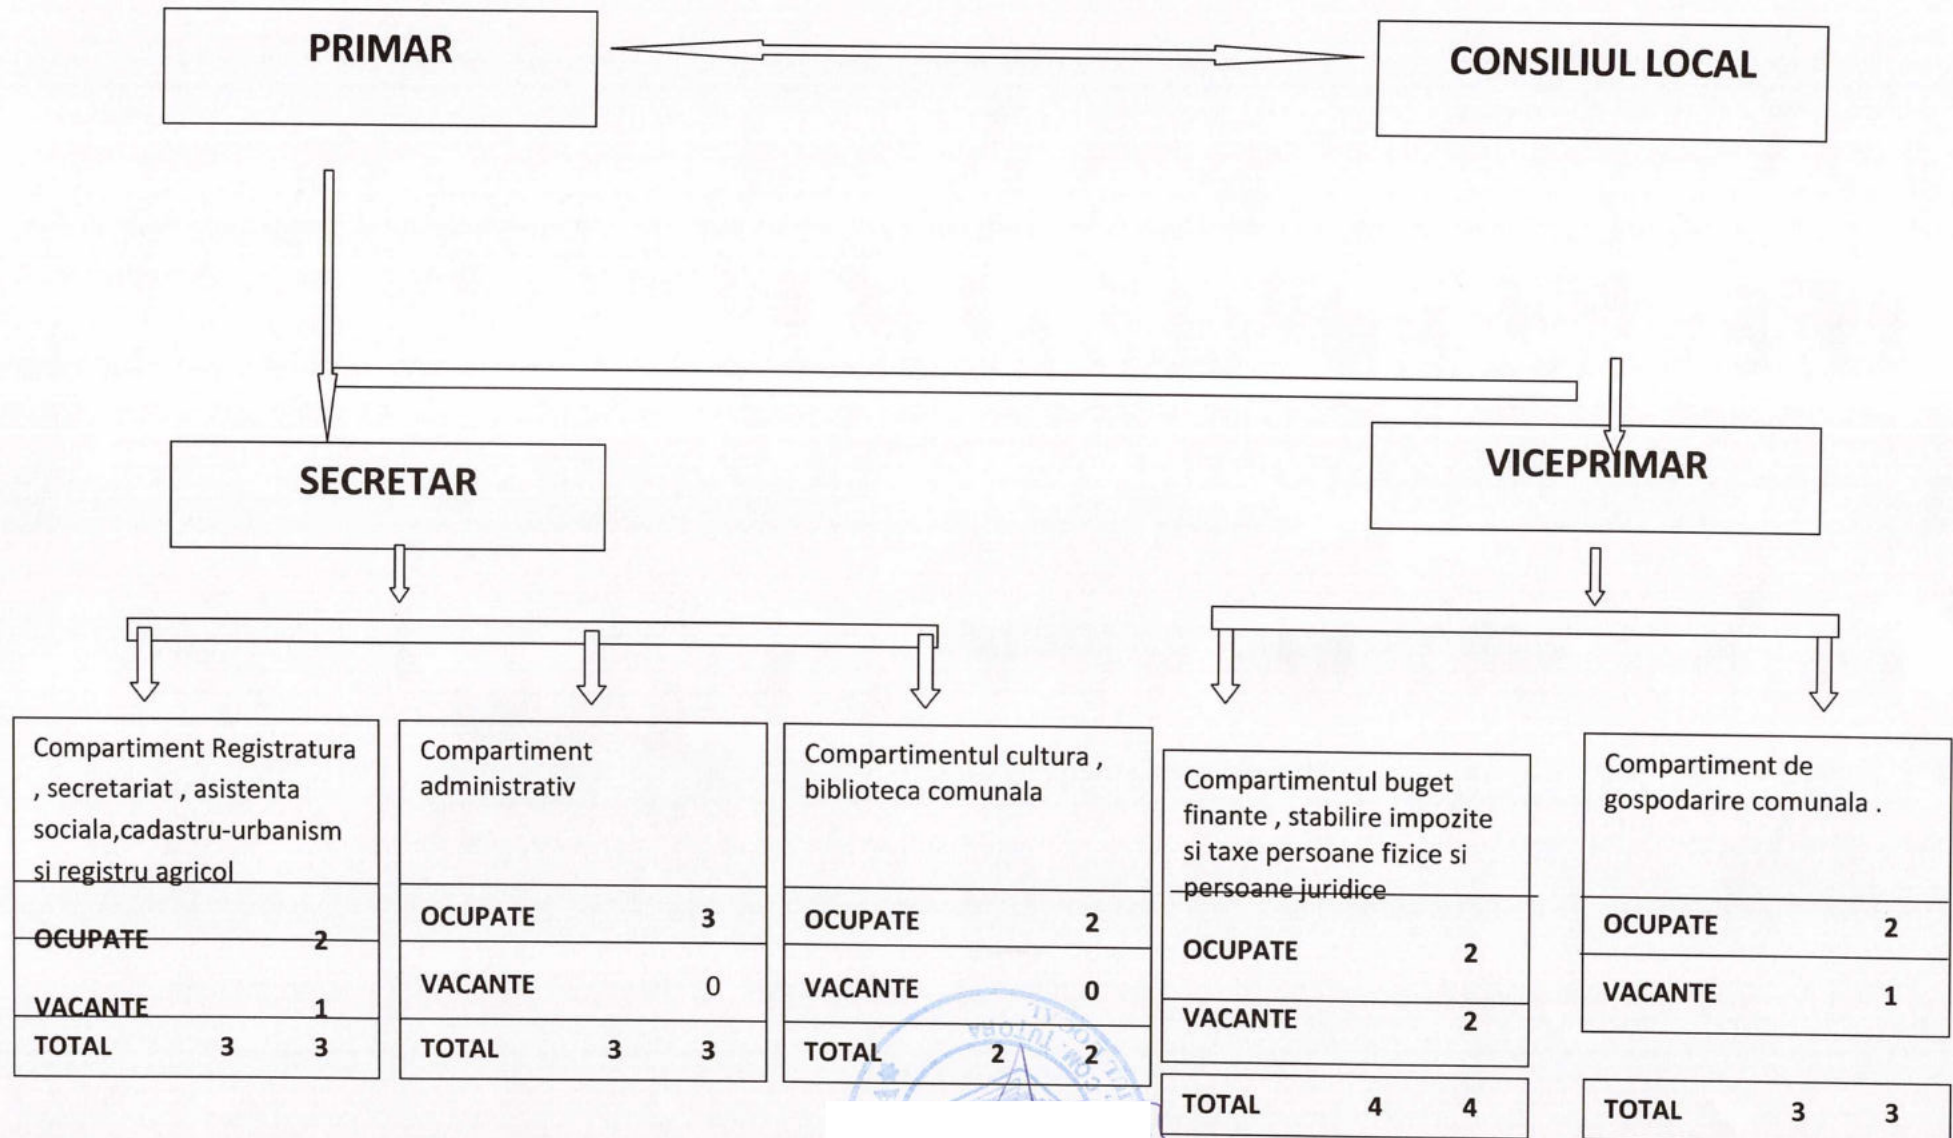 PRIMAR
CONSILIUL LOCAL
SECRETAR
VICEPRIMAR
Compartiment Registratura
, secretariat , asistenta
sociala,cadastru-urbanism
si registru agricol
OCUPATE 2
VACANTE 1
TOTAL 3 3
Compartiment
administrativ
OCUPATE 3
VACANTE 0
TOTAL 3 3
Compartimentul cultura ,
biblioteca comunala
OCUPATE 2
VACANTE 0
TOTAL 2 2
Compartimentul buget
finante , stabilire impozite
si taxe persoane fizice si
persoane juridice
OCUPATE 2
VACANTE 2
TOTAL 4 4
Compartiment de
gospodarire comunala .
OCUPATE 2
VACANTE 1
TOTAL 3 3
COM. TUTORA